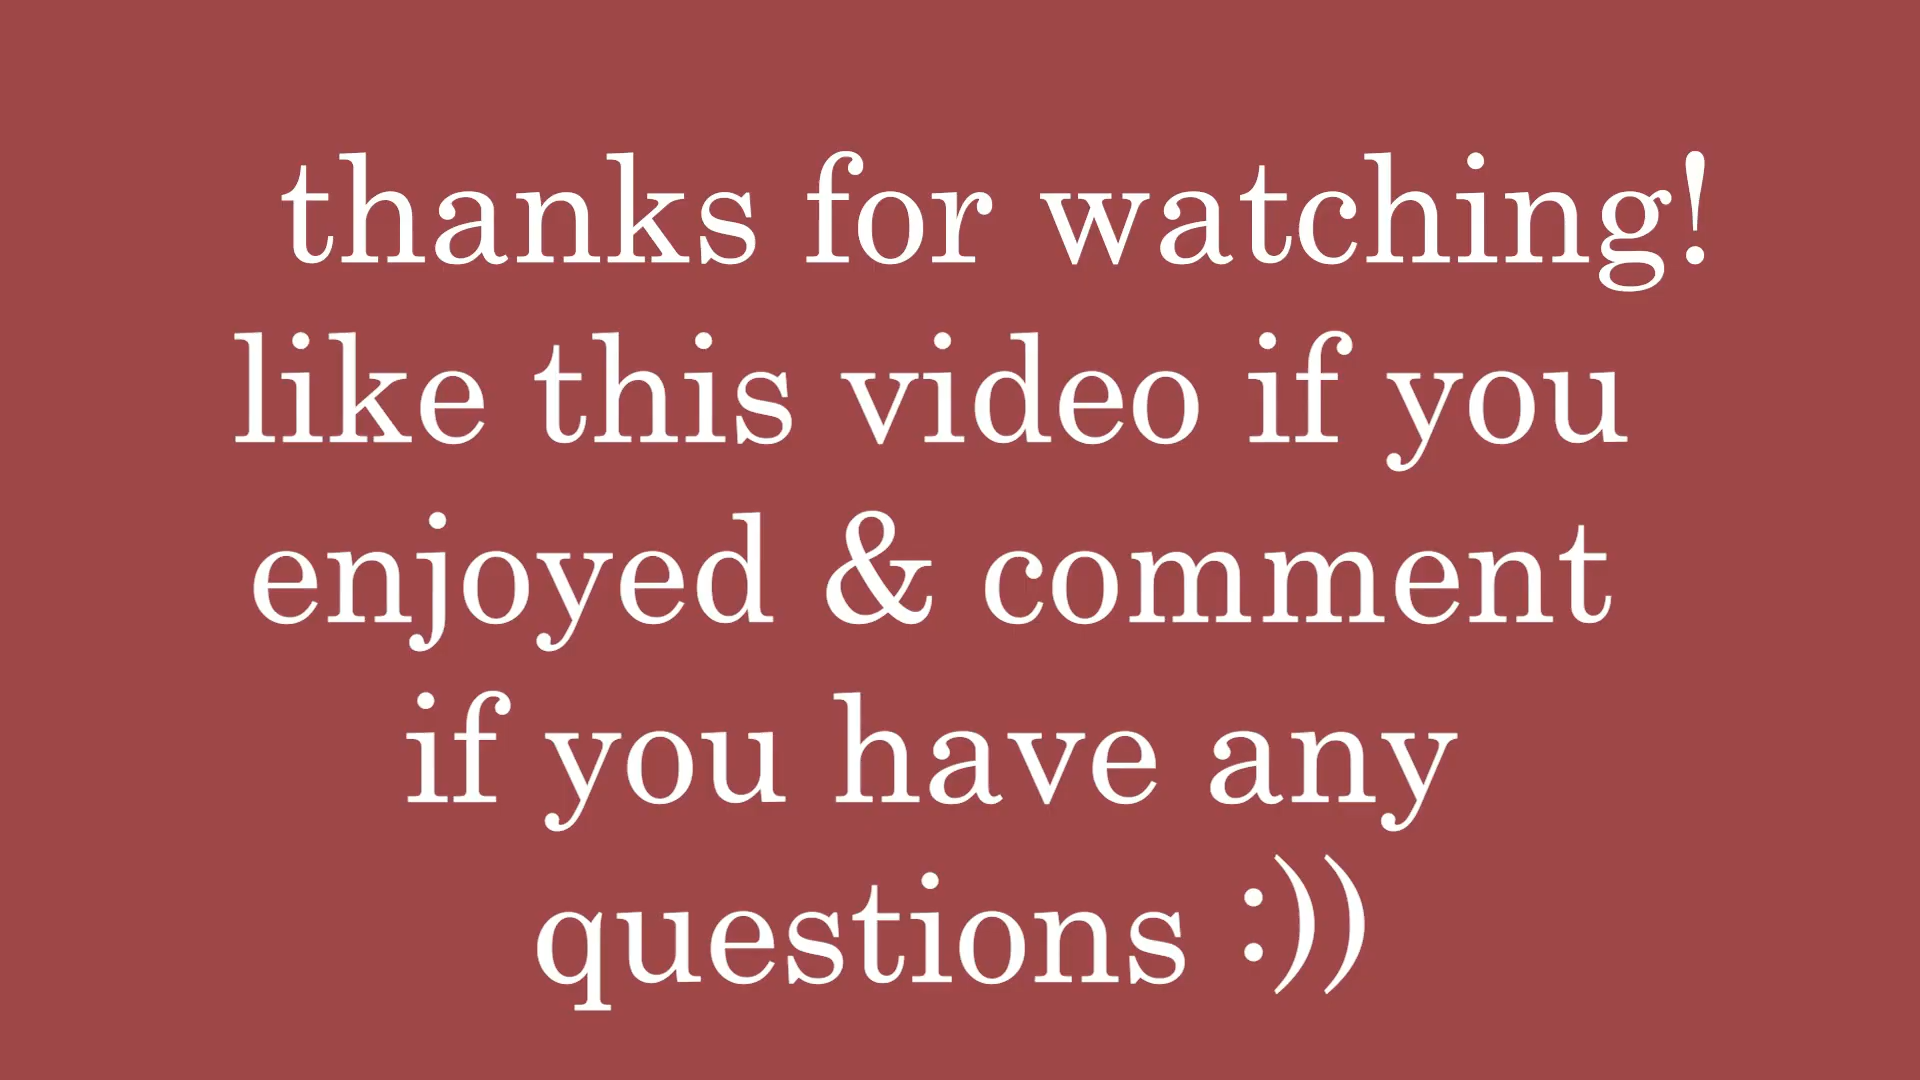 thanks for watching!
like this video if you
enjoyed & comment
if you have any
questions :))